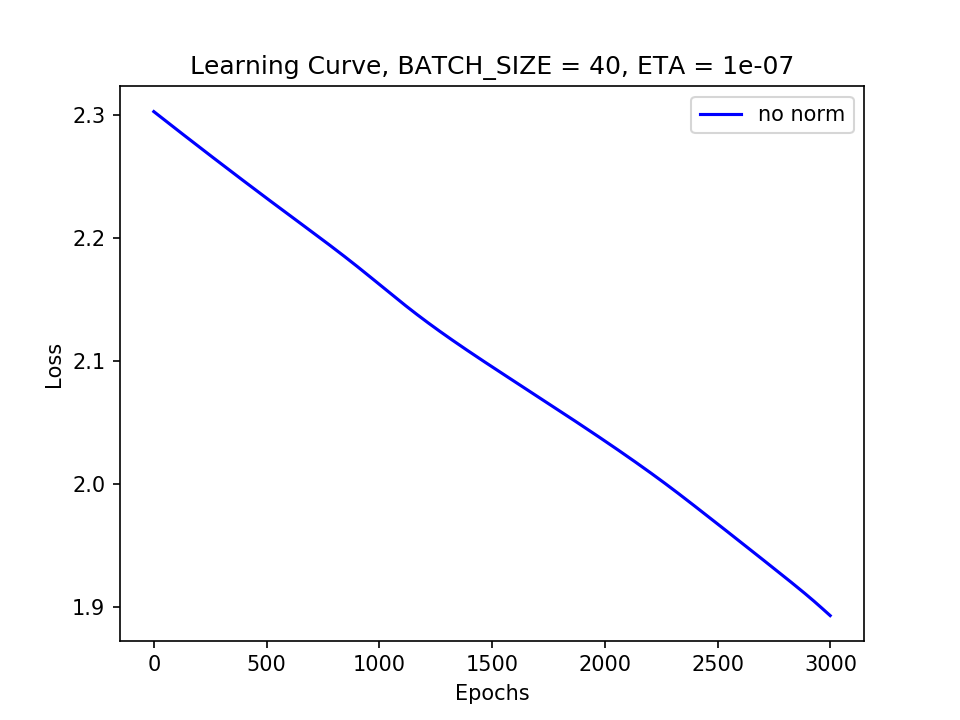 Learning Curve, BATCH_SIZE = 40, ETA = 1e-07
no norm
2.3
2.2
2.1
2.0
1.9
Loss
0 500 1000 1500 2000 2500 3000
Epochs